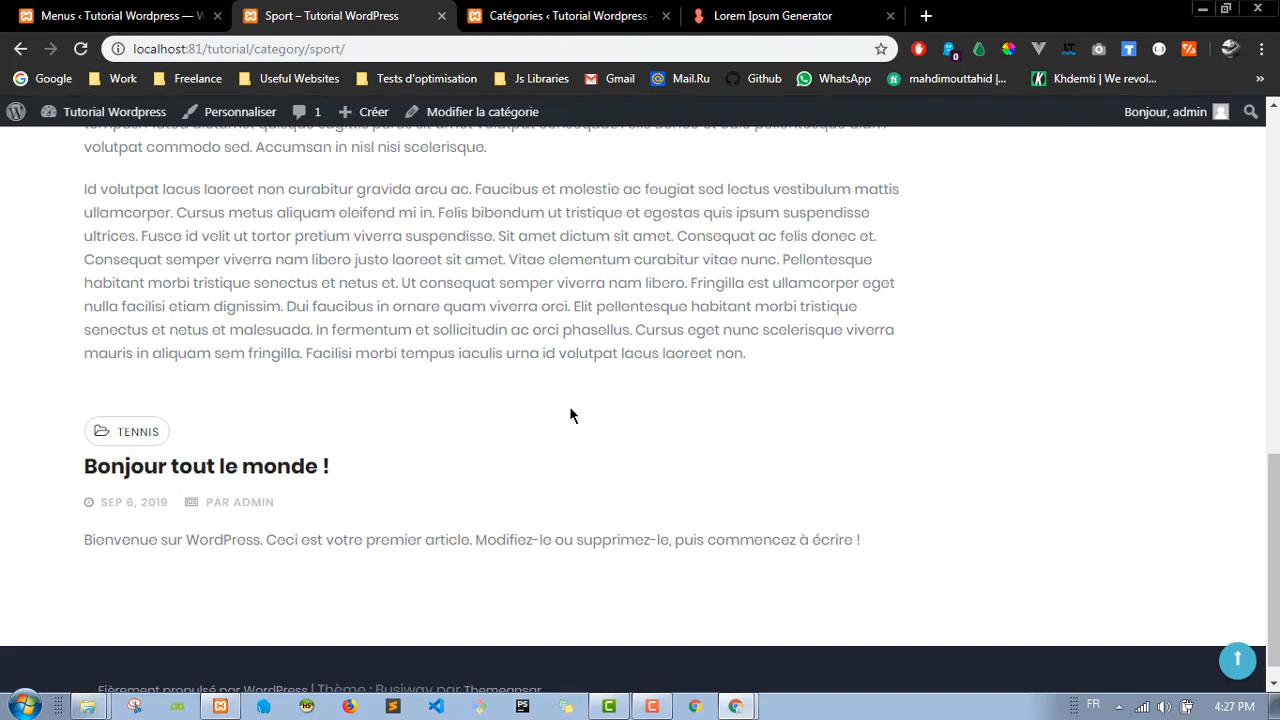 Menus ‹ Tutorial Wordpress — W
Sport – Tutorial WordPress
Catégories ‹ Tutorial Wordpress -
Lorem Ipsum Generator
localhost:81/tutorial/category/sport/
0
Google
Work
Freelance
Useful Websites
Tests d'optimisation
Js Libraries
Gmail
Mail.Ru
Github
WhatsApp
mahdimouttahid |...
Khdemti | We revol...
»
Tutorial Wordpress
Personnaliser
1
Créer
Modifier la catégorie
Bonjour, admin
volutpat commodo sed. Accumsan in nisl nisi scelerisque.
Id volutpat lacus laoreet non curabitur gravida arcu ac. Faucibus et molestie ac feugiat sed lectus vestibulum mattis
ullamcorper. Cursus metus aliquam eleifend mi in. Felis bibendum ut tristique et egestas quis ipsum suspendisse
ultrices. Fusce id velit ut tortor pretium viverra suspendisse. Sit amet dictum sit amet. Consequat ac felis donec et.
Consequat semper viverra nam libero justo laoreet sit amet. Vitae elementum curabitur vitae nunc. Pellentesque
habitant morbi tristique senectus et netus et. Ut consequat semper viverra nam libero. Fringilla est ullamcorper eget
nulla facilisi etiam dignissim. Dui faucibus in ornare quam viverra orci. Elit pellentesque habitant morbi tristique
senectus et netus et malesuada. In fermentum et sollicitudin ac orci phasellus. Cursus eget nunc scelerisque viverra
mauris in aliquam sem fringilla. Facilisi morbi tempus iaculis urna id volutpat lacus laoreet non.
TENNIS
Bonjour tout le monde !
SEP 6, 2019
PAR ADMIN
Bienvenue sur WordPress. Ceci est votre premier article. Modifiez-le ou supprimez-le, puis commencez à écrire !
Fièrement propulsé par WordPress | Thème : Busiway par Themeansar
FR
4:27 PM